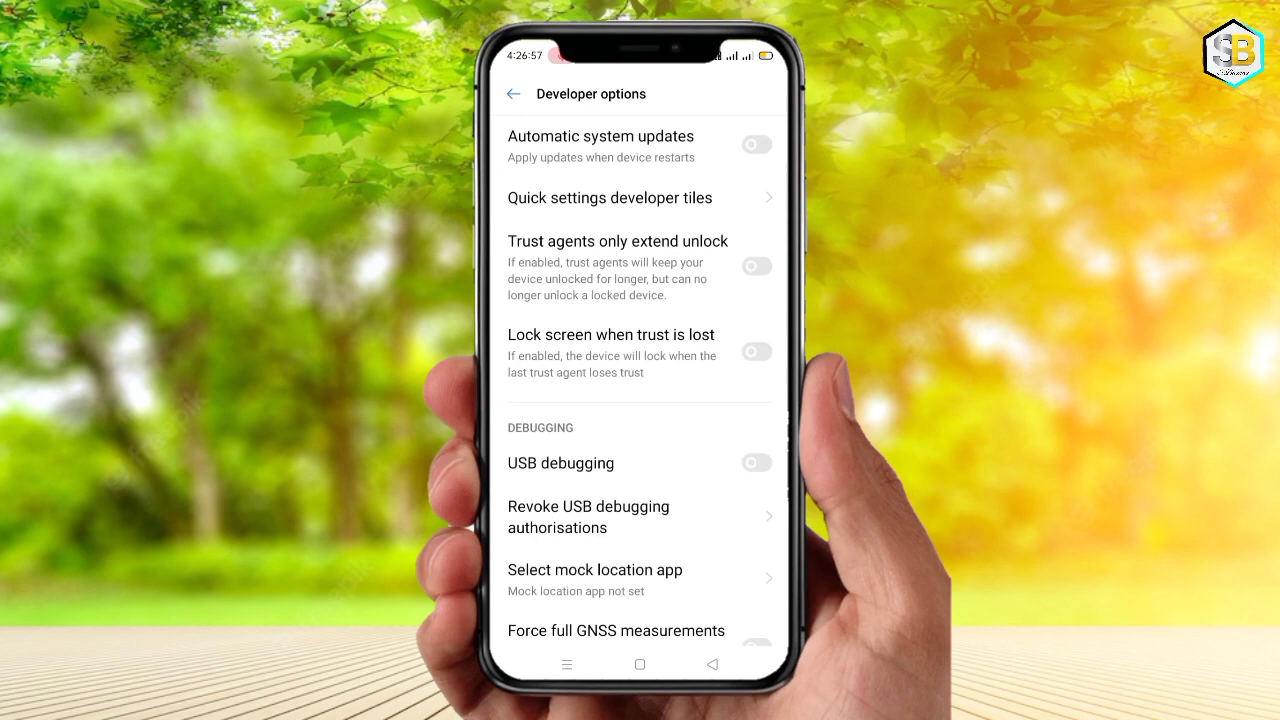 4:26:57
SB
Developer options
Automatic system updates
Apply updates when device restarts
Quick settings developer tiles
Trust agents only extend unlock
If enabled, trust agents will keep your
device unlocked for longer, but can no
longer unlock a locked device.
Lock screen when trust is lost
If enabled, the device will lock when the
last trust agent loses trust
DEBUGGING
USB debugging
Revoke USB debugging
authorisations
Select mock location app
Mock location app not set
Force full GNSS measurements